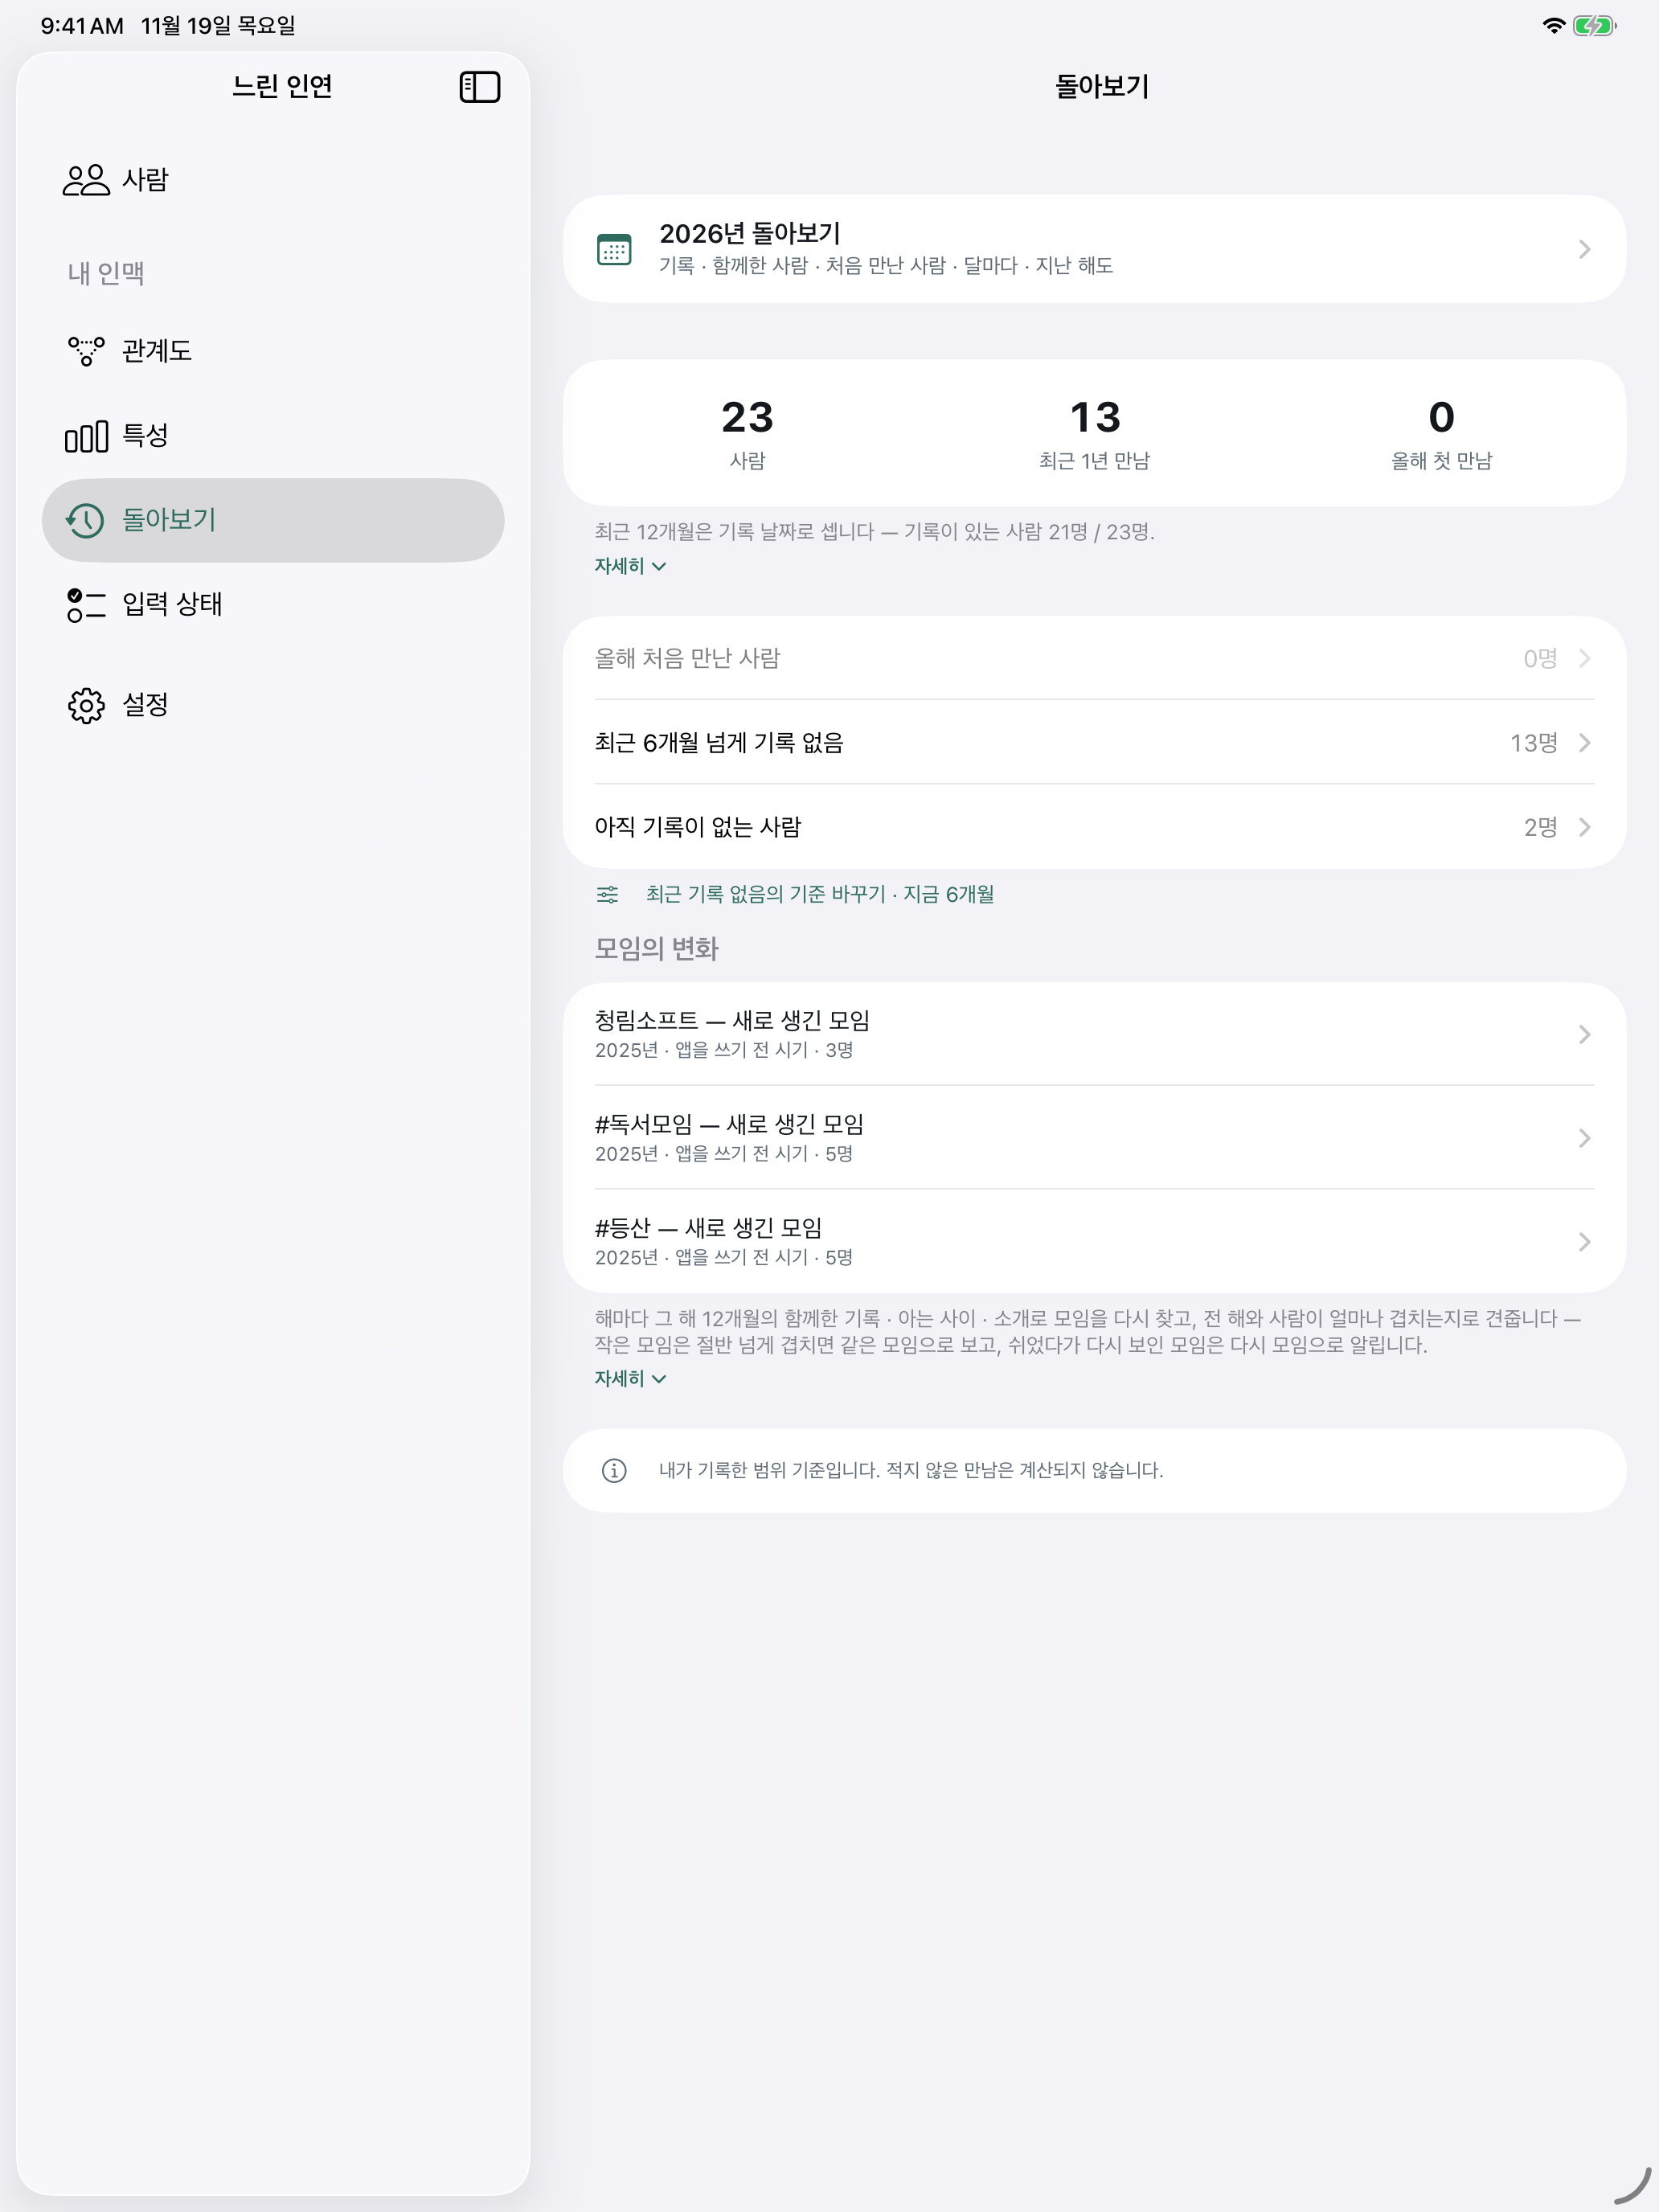 9:41 AM 11월 19일 목요일
느린 인연
사람
내 인맥
관계도
특성
돌아보기
입력 상태
설정
돌아보기
2026년 돌아보기
기록 · 함께한 사람 · 처음 만난 사람 · 달마다 · 지난 해도
23
사람
13
최근 1년 만남
0
올해 첫 만남
최근 12개월은 기록 날짜로 셉니다 — 기록이 있는 사람 21명 / 23명.
자세히
올해 처음 만난 사람 0명
최근 6개월 넘게 기록 없음 13명
아직 기록이 없는 사람 2명
최근 기록 없음의 기준 바꾸기 · 지금 6개월
모임의 변화
청림소프트 — 새로 생긴 모임
2025년 · 앱을 쓰기 전 시기 · 3명
#독서모임 — 새로 생긴 모임
2025년 · 앱을 쓰기 전 시기 · 5명
#등산 — 새로 생긴 모임
2025년 · 앱을 쓰기 전 시기 · 5명
해마다 그 해 12개월의 함께한 기록 · 아는 사이 · 소개로 모임을 다시 찾고, 전 해와 사람이 얼마나 겹치는지로 견줍니다 —
작은 모임은 절반 넘게 겹치면 같은 모임으로 보고, 쉬었다가 다시 보인 모임은 다시 모임으로 알립니다.
자세히
내가 기록한 범위 기준입니다. 적지 않은 만남은 계산되지 않습니다.